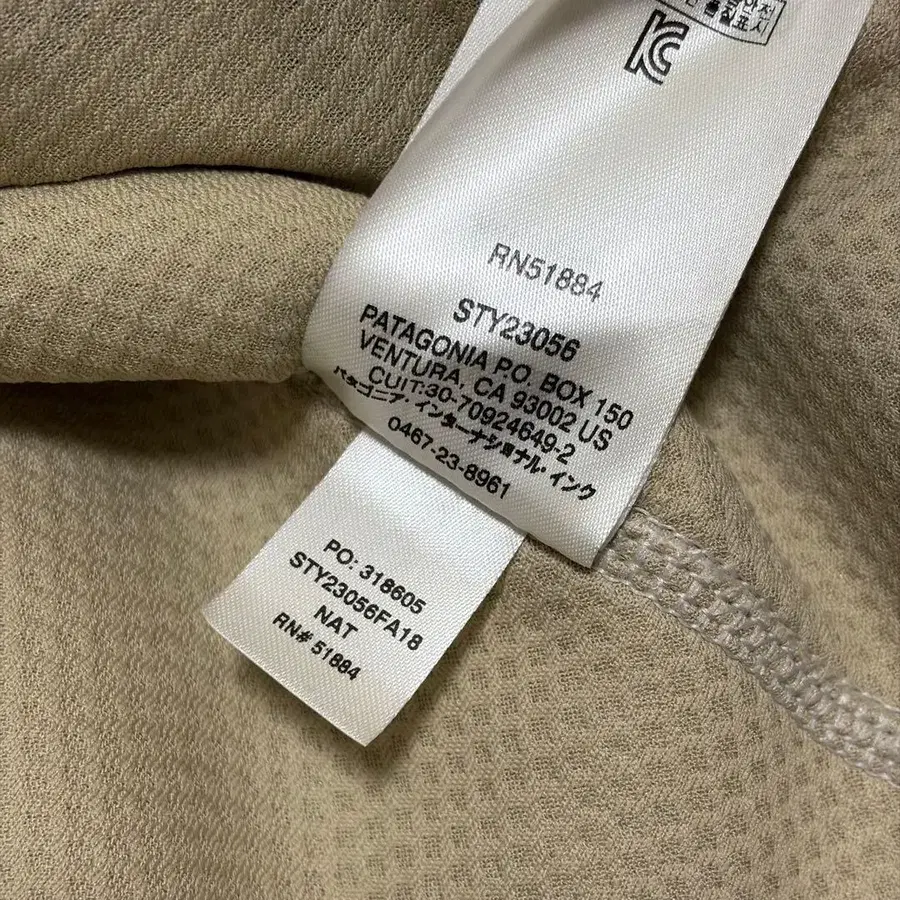 RN51884
STY23056
PATAGONIA P.O. BOX 150
VENTURA, CA 93002 US
CUIT:30-70924649-2
パタゴニア・インターナショナル・インク
0467-23-8961
PO: 318605
STY23056FA18
NAT
RN# 51884